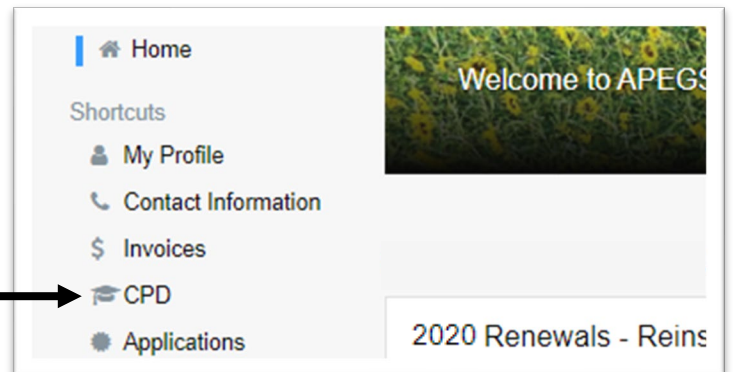 Home
Shortcuts
My Profile
Contact Information
$ Invoices
CPD
Applications
Welcome to APEGS
2020 Renewals - Reins